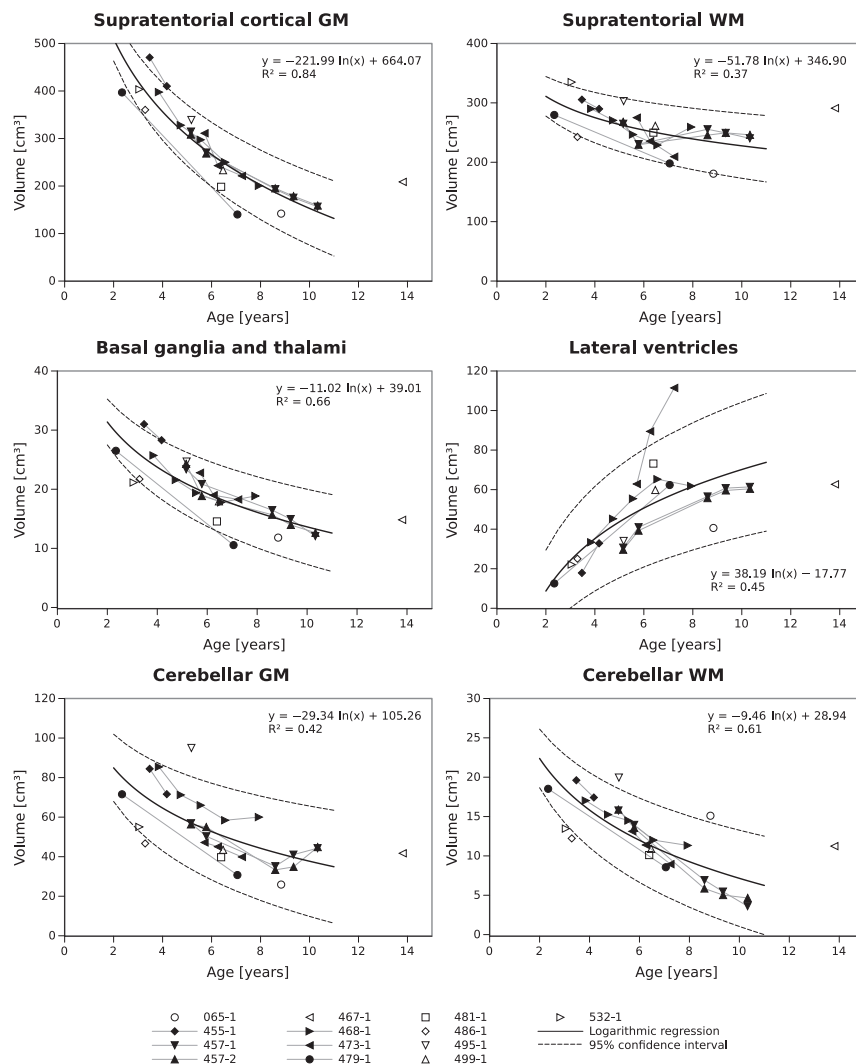 Supratentorial cortical GM
Supratentorial WM
500
400
300
200
100
0
Volume [cm³]
y = −221.99 ln(x) + 664.07
R² = 0.84
0 2 4 6 8 10 12 14
Age [years]
400
300
200
100
0
Volume [cm³]
y = −51.78 ln(x) + 346.90
R² = 0.37
0 2 4 6 8 10 12 14
Age [years]
Basal ganglia and thalami
Lateral ventricles
40
30
20
10
0
Volume [cm³]
y = −11.02 ln(x) + 39.01
R² = 0.66
0 2 4 6 8 10 12 14
Age [years]
120
100
80
60
40
20
0
Volume [cm³]
y = 38.19 ln(x) − 17.77
R² = 0.45
0 2 4 6 8 10 12 14
Age [years]
Cerebellar GM
Cerebellar WM
120
100
80
60
40
20
0
Volume [cm³]
y = −29.34 ln(x) + 105.26
R² = 0.42
0 2 4 6 8 10 12 14
Age [years]
30
25
20
15
10
5
0
Volume [cm³]
y = −9.46 ln(x) + 28.94
R² = 0.61
0 2 4 6 8 10 12 14
Age [years]
065-1 467-1 481-1 532-1
455-1 468-1 486-1 Logarithmic regression
457-1 473-1 495-1 95% confidence interval
457-2 479-1 499-1